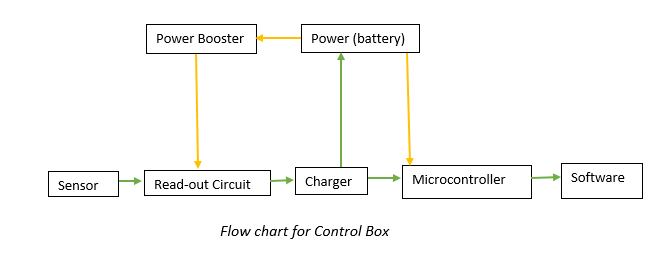 Power Booster
Power (battery)
Sensor
Read-out Circuit
Charger
Microcontroller
Software
Flow chart for Control Box